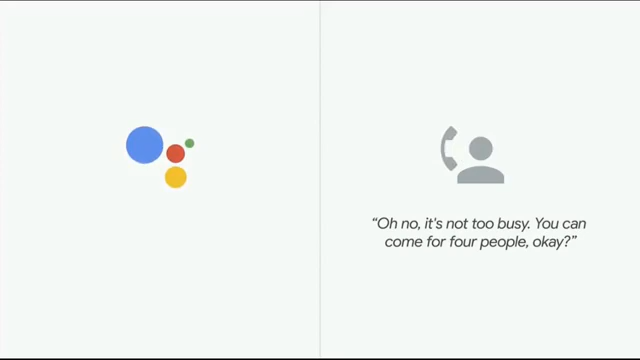 “Oh no, it's not too busy. You can
come for four people, okay?”